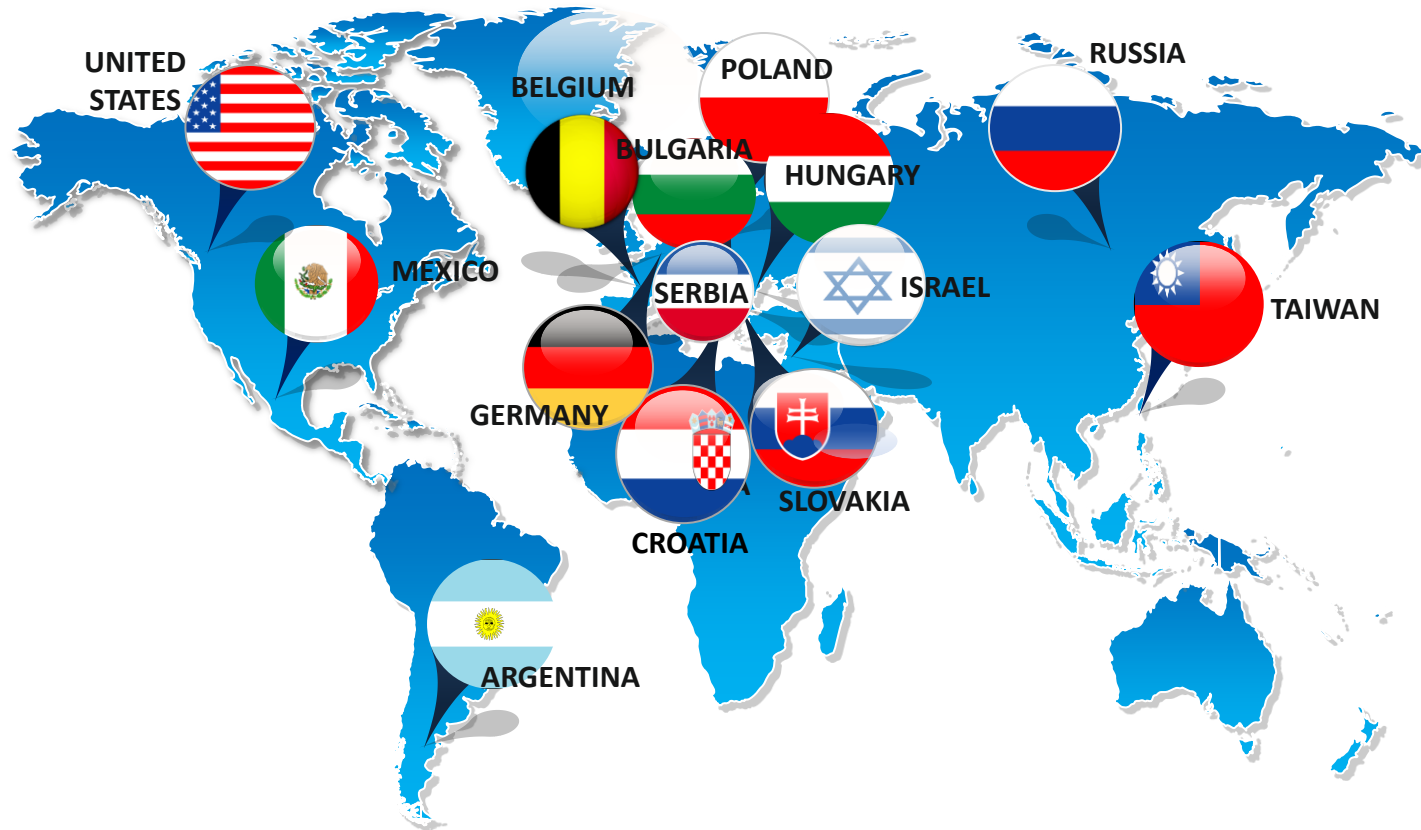 UNITED
STATES
BELGIUM
POLAND
RUSSIA
BULGARIA
HUNGARY
MEXICO
SERBIA
ISRAEL
TAIWAN
GERMANY
SLOVAKIA
CROATIA
ARGENTINA